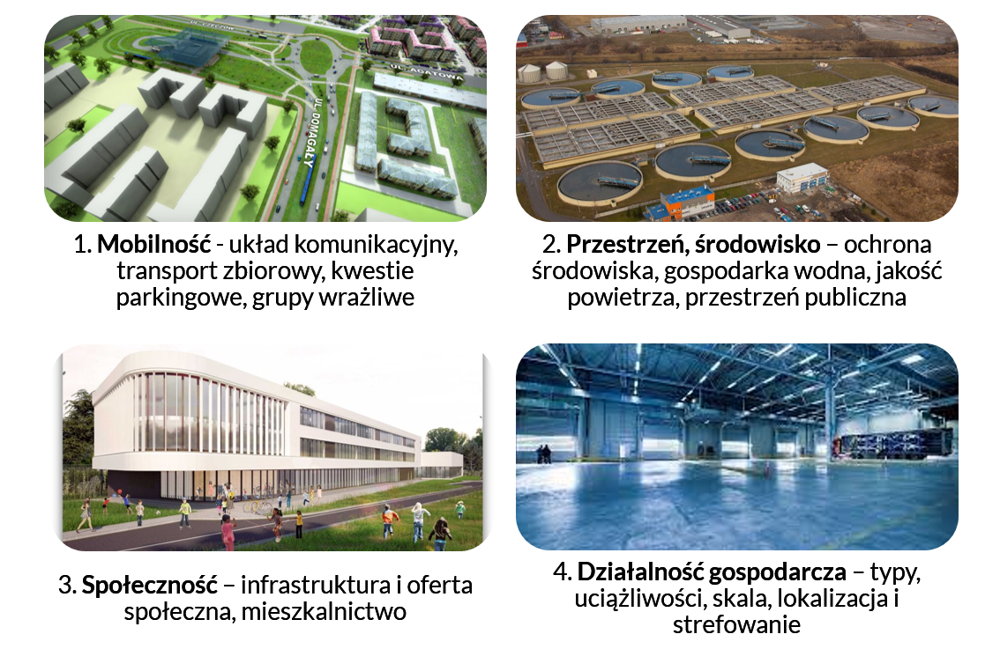 UL. CZECZÓW
UL. AGATOWA
UL. DOMAGAŁY
1. Mobilność - układ komunikacyjny,
transport zbiorowy, kwestie
parkingowe, grupy wrażliwe
2. Przestrzeń, środowisko – ochrona
środowiska, gospodarka wodna, jakość
powietrza, przestrzeń publiczna
3. Społeczność – infrastruktura i oferta
społeczna, mieszkalnictwo
4. Działalność gospodarcza – typy,
uciążliwości, skala, lokalizacja i
strefowanie